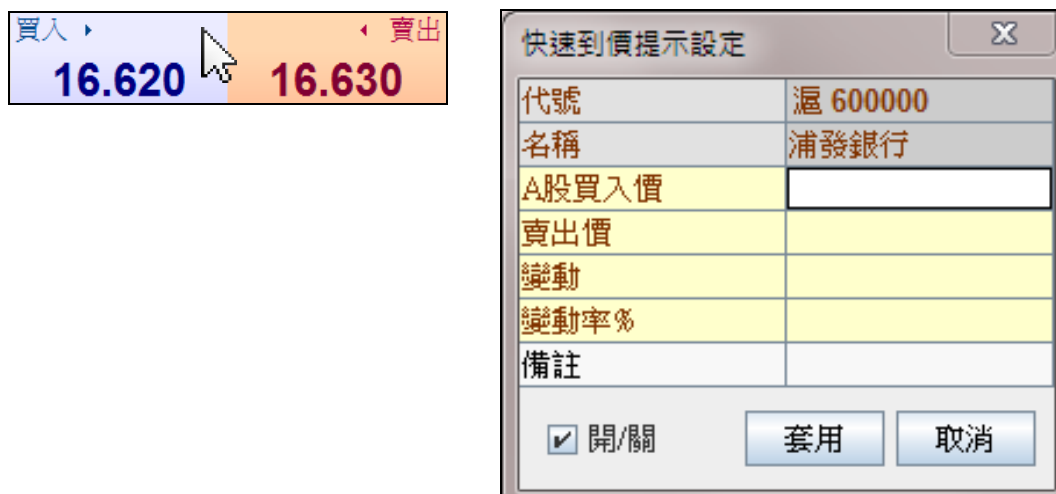 買入 賣出
16.620 16.630
快速到價提示設定
代號 滬 600000
名稱 浦發銀行
A股買入價
賣出價
變動
變動率%
備註
開/關 套用 取消